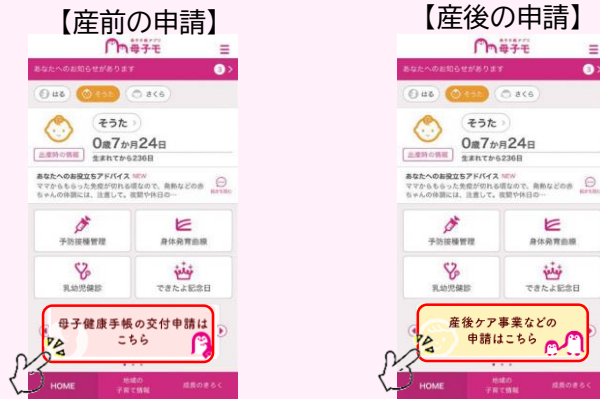 【産前の申請】
母子モ
あなたへのお知らせがあります
3
はる
そうた
さくら
そうた
0歳7か月24日
出産時の情報
生まれてから236日
あなたへのお役立ちアドバイス NEW
ママからもらった免疫が切れる頃なので、発熱などの赤
ちゃんの体調には、注意して。夜間や休日の…
予防接種管理
身体発育曲線
乳幼児健診
できたよ記念日
母子健康手帳の交付申請は
こちら
HOME
地域の
子育て情報
成長のきろく
【産後の申請】
母子モ
あなたへのお知らせがあります
3
はる
そうた
さくら
そうた
0歳7か月24日
出産時の情報
生まれてから236日
あなたへのお役立ちアドバイス NEW
ママからもらった免疫が切れる頃なので、発熱などの赤
ちゃんの体調には、注意して。夜間や休日の…
予防接種管理
身体発育曲線
乳幼児健診
できたよ記念日
産後ケア事業などの
申請はこちら
HOME
地域の
子育て情報
成長のきろく